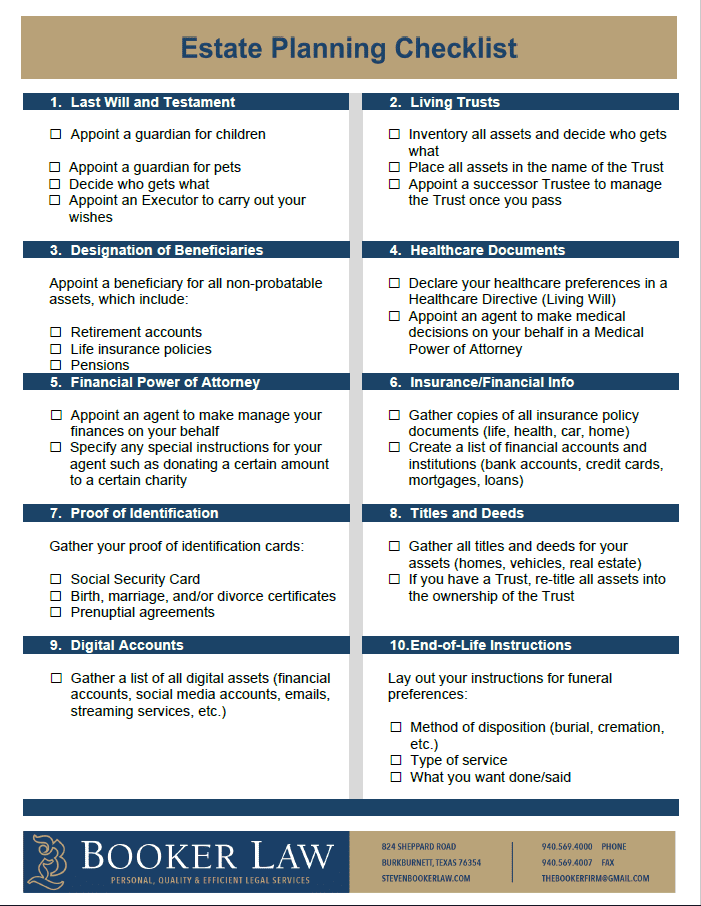 Estate Planning Checklist
1. Last Will and Testament
☐ Appoint a guardian for children
☐ Appoint a guardian for pets
☐ Decide who gets what
☐ Appoint an Executor to carry out your
wishes
2. Living Trusts
☐ Inventory all assets and decide who gets
what
☐ Place all assets in the name of the Trust
☐ Appoint a successor Trustee to manage
the Trust once you pass
3. Designation of Beneficiaries
Appoint a beneficiary for all non-probatable
assets, which include:
☐ Retirement accounts
☐ Life insurance policies
☐ Pensions
4. Healthcare Documents
☐ Declare your healthcare preferences in a
Healthcare Directive (Living Will)
☐ Appoint an agent to make medical
decisions on your behalf in a Medical
Power of Attorney
5. Financial Power of Attorney
☐ Appoint an agent to make manage your
finances on your behalf
☐ Specify any special instructions for your
agent such as donating a certain amount
to a certain charity
6. Insurance/Financial Info
☐ Gather copies of all insurance policy
documents (life, health, car, home)
☐ Create a list of financial accounts and
institutions (bank accounts, credit cards,
mortgages, loans)
7. Proof of Identification
Gather your proof of identification cards:
☐ Social Security Card
☐ Birth, marriage, and/or divorce certificates
☐ Prenuptial agreements
8. Titles and Deeds
☐ Gather all titles and deeds for your
assets (homes, vehicles, real estate)
☐ If you have a Trust, re-title all assets into
the ownership of the Trust
9. Digital Accounts
☐ Gather a list of all digital assets (financial
accounts, social media accounts, emails,
streaming services, etc.)
10.End-of-Life Instructions
Lay out your instructions for funeral
preferences:
☐ Method of disposition (burial, cremation,
etc.)
☐ Type of service
☐ What you want done/said
BOOKER LAW
PERSONAL, QUALITY & EFFICIENT LEGAL SERVICES
824 SHEPPARD ROAD
BURKBURNETT, TEXAS 76354
STEVENBOOKERLAW.COM
940.569.4000 PHONE
940.569.4007 FAX
THEBOOKERFIRM@GMAIL.COM